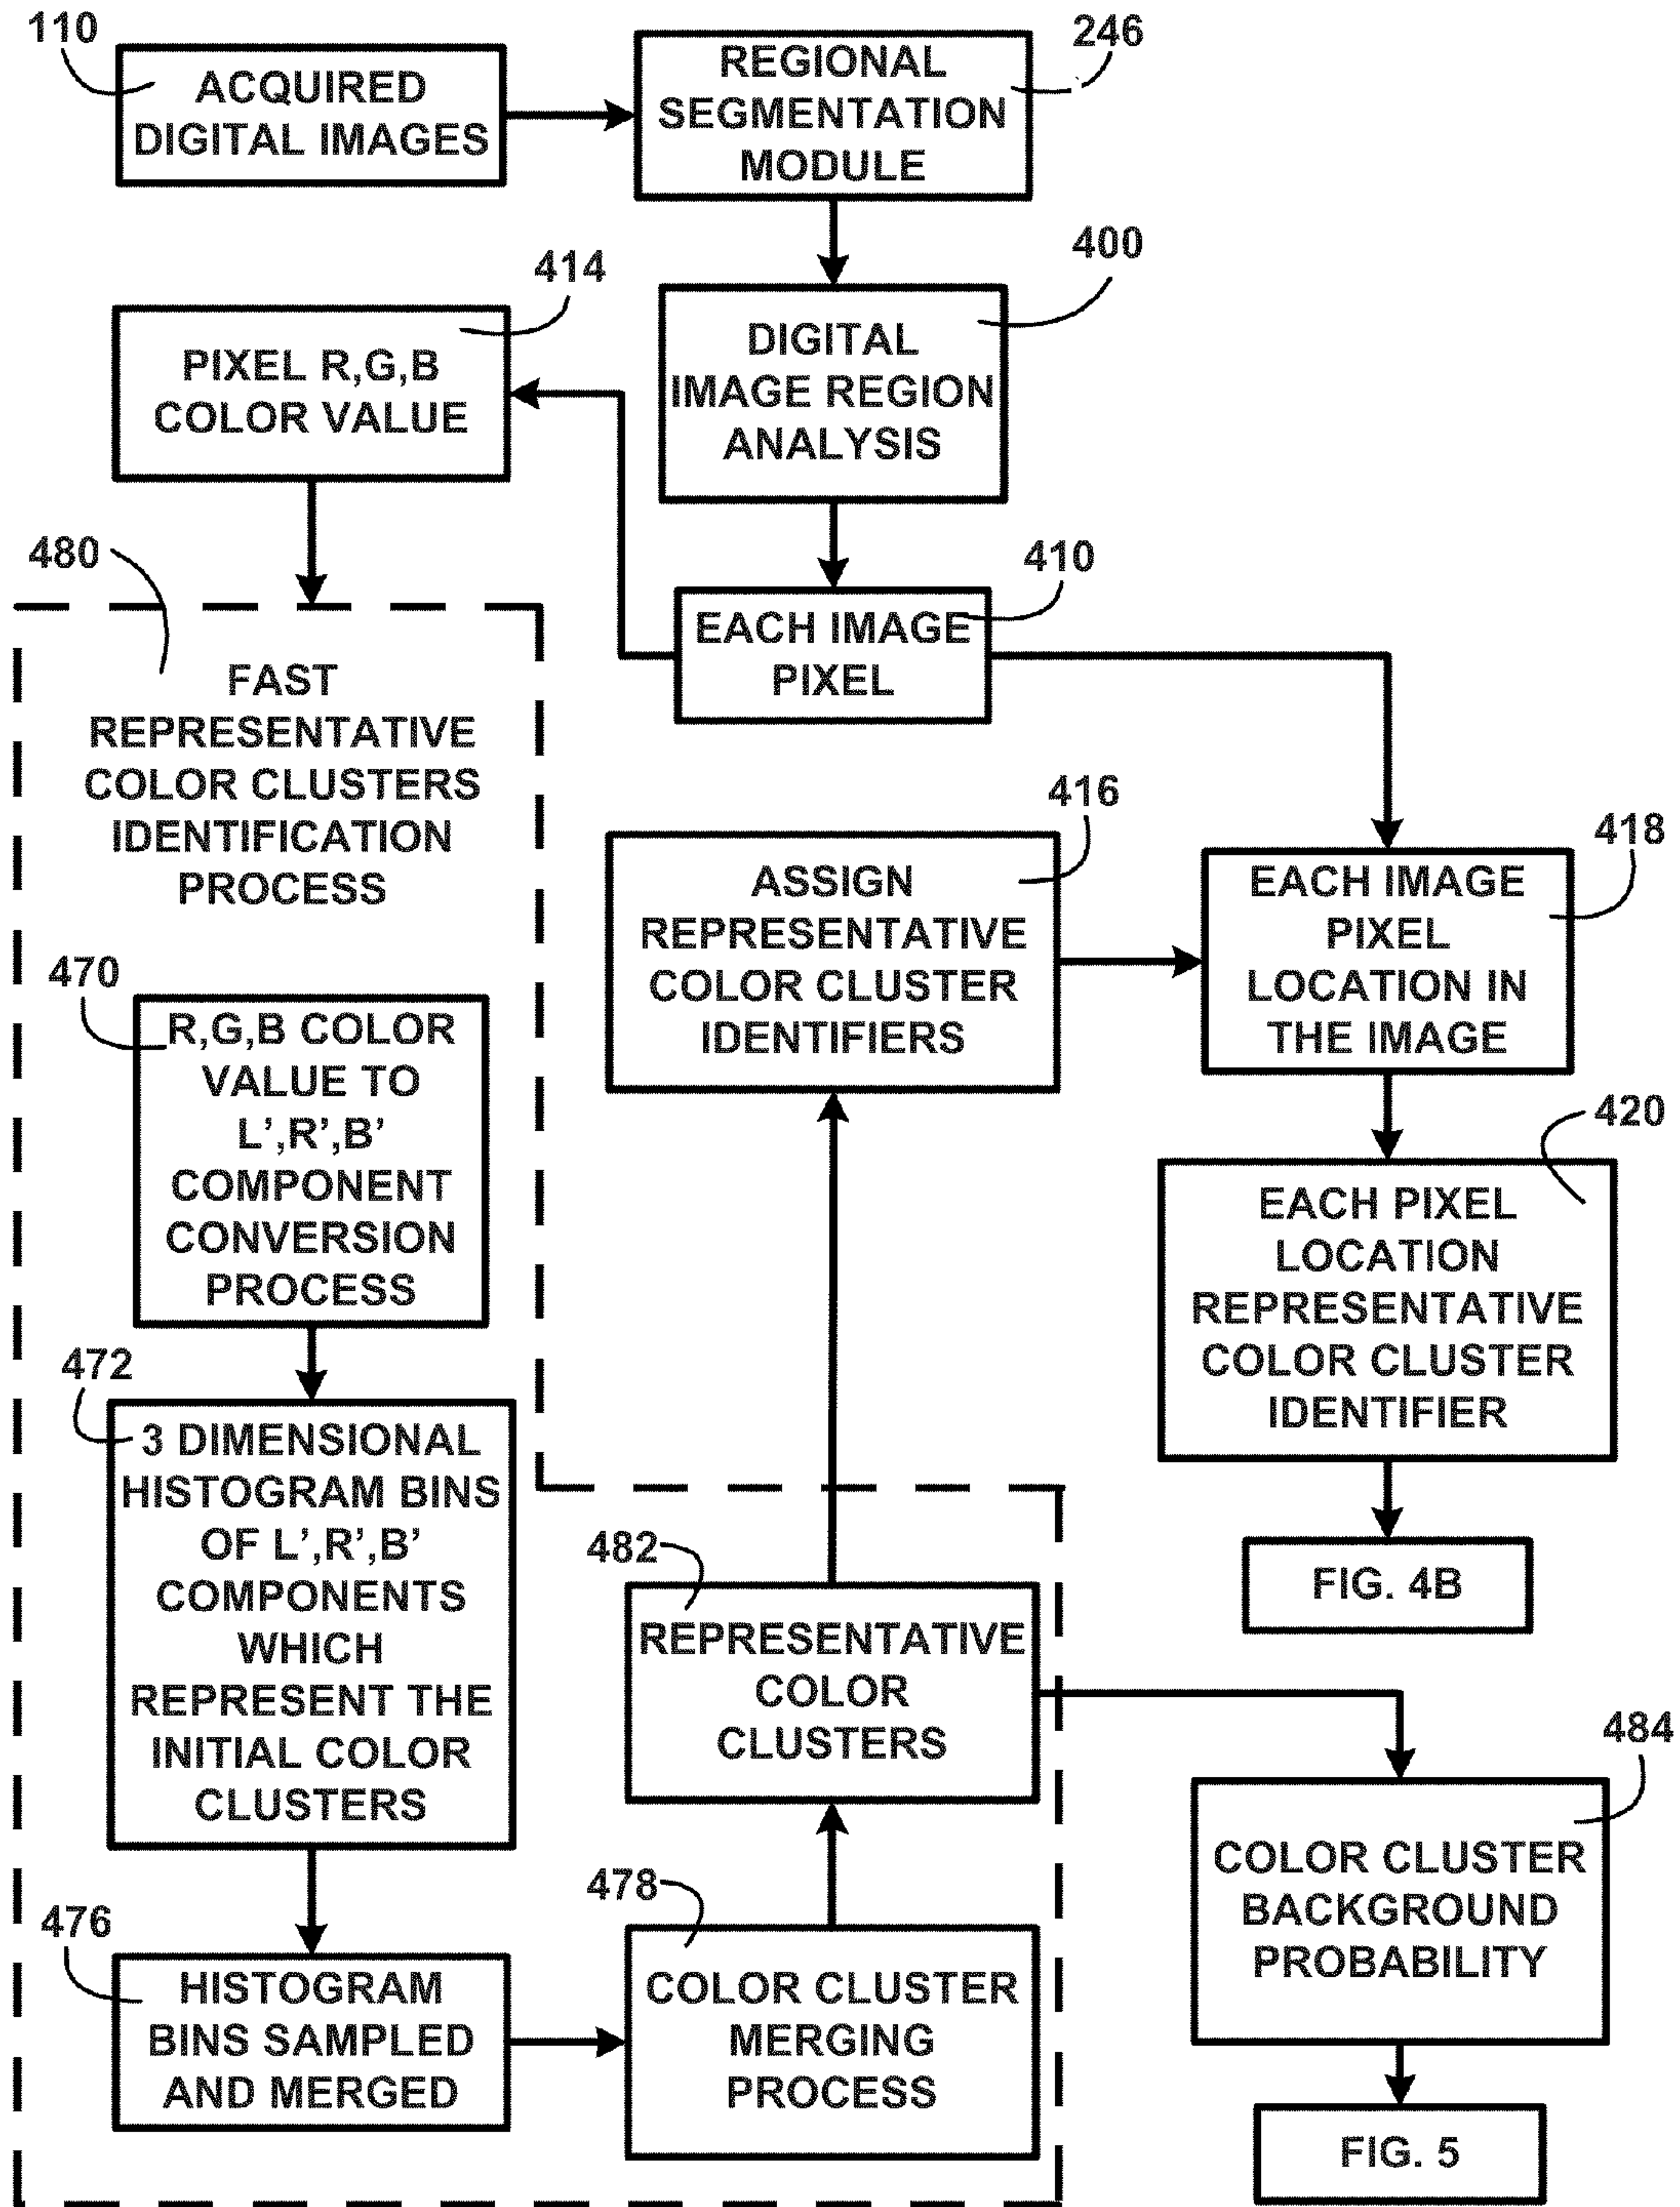 110
ACQUIRED
DIGITAL IMAGES
REGIONAL
SEGMENTATION
MODULE
246
400
DIGITAL
IMAGE REGION
ANALYSIS
414
PIXEL R,G,B
COLOR VALUE
410
EACH IMAGE
PIXEL
480
FAST
REPRESENTATIVE
COLOR CLUSTERS
IDENTIFICATION
PROCESS
416
ASSIGN
REPRESENTATIVE
COLOR CLUSTER
IDENTIFIERS
418
EACH IMAGE
PIXEL
LOCATION IN
THE IMAGE
470
R,G,B COLOR
VALUE TO
L’,R’,B’
COMPONENT
CONVERSION
PROCESS
420
EACH PIXEL
LOCATION
REPRESENTATIVE
COLOR CLUSTER
IDENTIFIER
FIG. 4B
472
3 DIMENSIONAL
HISTOGRAM BINS
OF L’,R’,B’
COMPONENTS
WHICH
REPRESENT THE
INITIAL COLOR
CLUSTERS
482
REPRESENTATIVE
COLOR
CLUSTERS
484
COLOR CLUSTER
BACKGROUND
PROBABILITY
476
HISTOGRAM
BINS SAMPLED
AND MERGED
478
COLOR CLUSTER
MERGING
PROCESS
FIG. 5